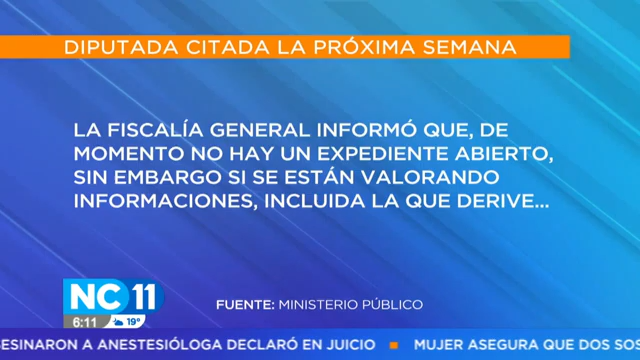 DIPUTADA CITADA LA PRÓXIMA SEMANA
LA FISCALÍA GENERAL INFORMÓ QUE, DE
MOMENTO NO HAY UN EXPEDIENTE ABIERTO,
SIN EMBARGO SI SE ESTÁN VALORANDO
INFORMACIONES, INCLUIDA LA QUE DERIVE...
FUENTE: MINISTERIO PÚBLICO
NC 11
6:11 19°
ESINARON A ANESTESIÓLOGA DECLARÓ EN JUICIO ■ MUJER ASEGURA QUE DOS SOS